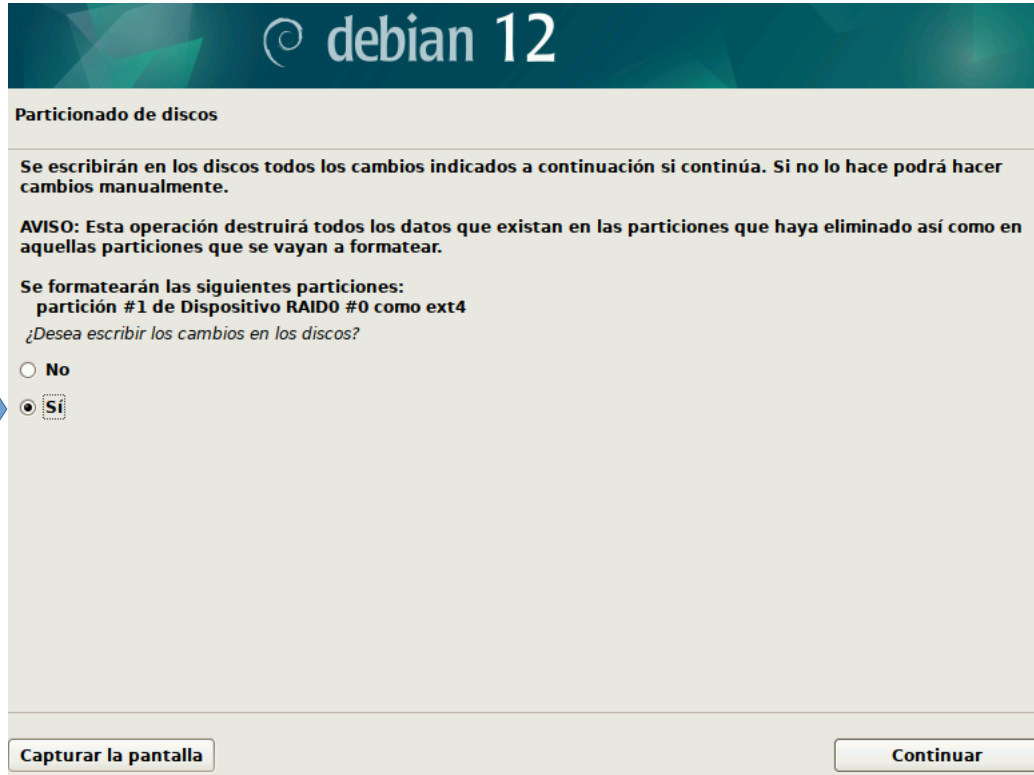 debian 12
Particionado de discos
Se escribirán en los discos todos los cambios indicados a continuación si continúa. Si no lo hace podrá hacer
cambios manualmente.
AVISO: Esta operación destruirá todos los datos que existan en las particiones que haya eliminado así como en
aquellas particiones que se vayan a formatear.
Se formatearán las siguientes particiones:
partición #1 de Dispositivo RAID0 #0 como ext4
¿Desea escribir los cambios en los discos?
No
Sí
Capturar la pantalla
Continuar